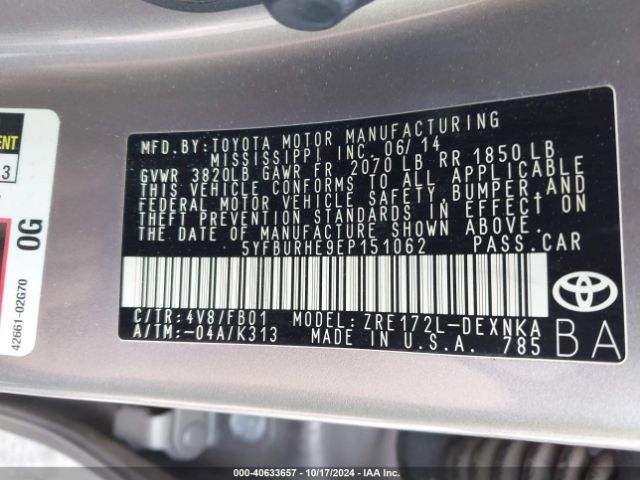 MFD.BY:TOYOTA MOTOR MANUFACTURING
MISSISSIPPI INC. 06/14
GVWR 3820LB GAWR FR 2070 LB RR 1850 LB
THIS VEHICLE CONFORMS TO ALL APPLICABLE
FEDERAL MOTOR VEHICLE SAFETY,BUMPER,AND
THEFT PREVENTION STANDARDS IN EFFECT ON
THE DATE OF MANUFACTURE SHOWN ABOVE.
5YFBURHE9EP151062 PASS.CAR
C/TR:4V8/FB01 MODEL:ZRE172L-DEXNKA
A/TM:-04A/K313 MADE IN U.S.A. 785
BA
3
0G
42661-02G70
000-40633657 - 10/17/2024 - IAA Inc.